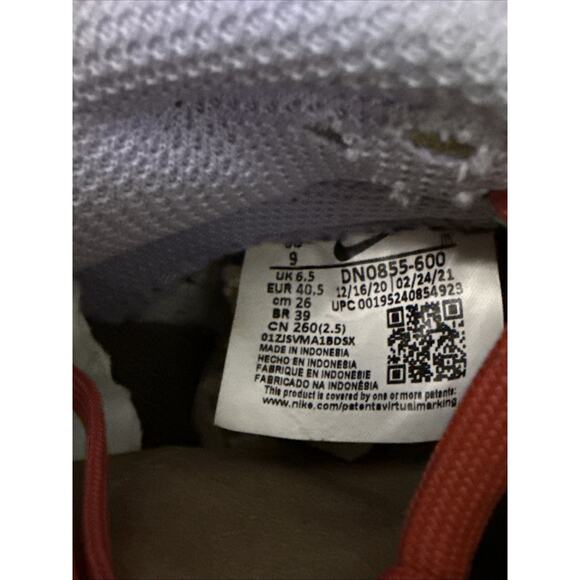 9
UK 6.5
EUR 40.5
cm 26
BR 39
CN 260(2.5)
01ZJSVMA1BDSX
MADE IN INDONESIA
HECHO EN INDONESIA
FABRIQUE EN INDONESIE
FABRICADO NA INDONESIA
This product is covered by one or more patents:
www.nike.com/patentsvirtualmarking
DN0855-600
12/16/20 02/24/21
UPC 00195240854923